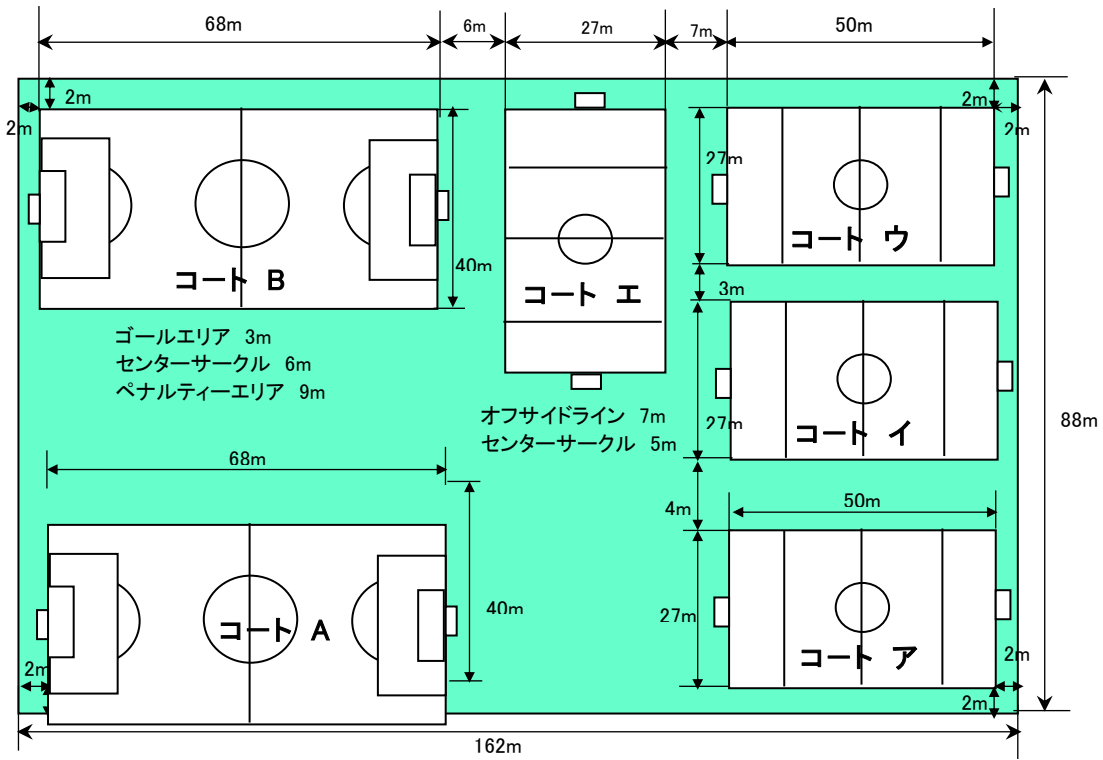 68m
6m
27m
7m
50m
2m
2m
2m
2m
27m
コート B
40m
コート エ
コート ウ
3m
ゴールエリア 3m
センターサークル 6m
ペナルティーエリア 9m
オフサイドライン 7m
センターサークル 5m
27m
コート イ
88m
68m
4m
50m
40m
27m
コート A
コート ア
2m
2m
2m
162m